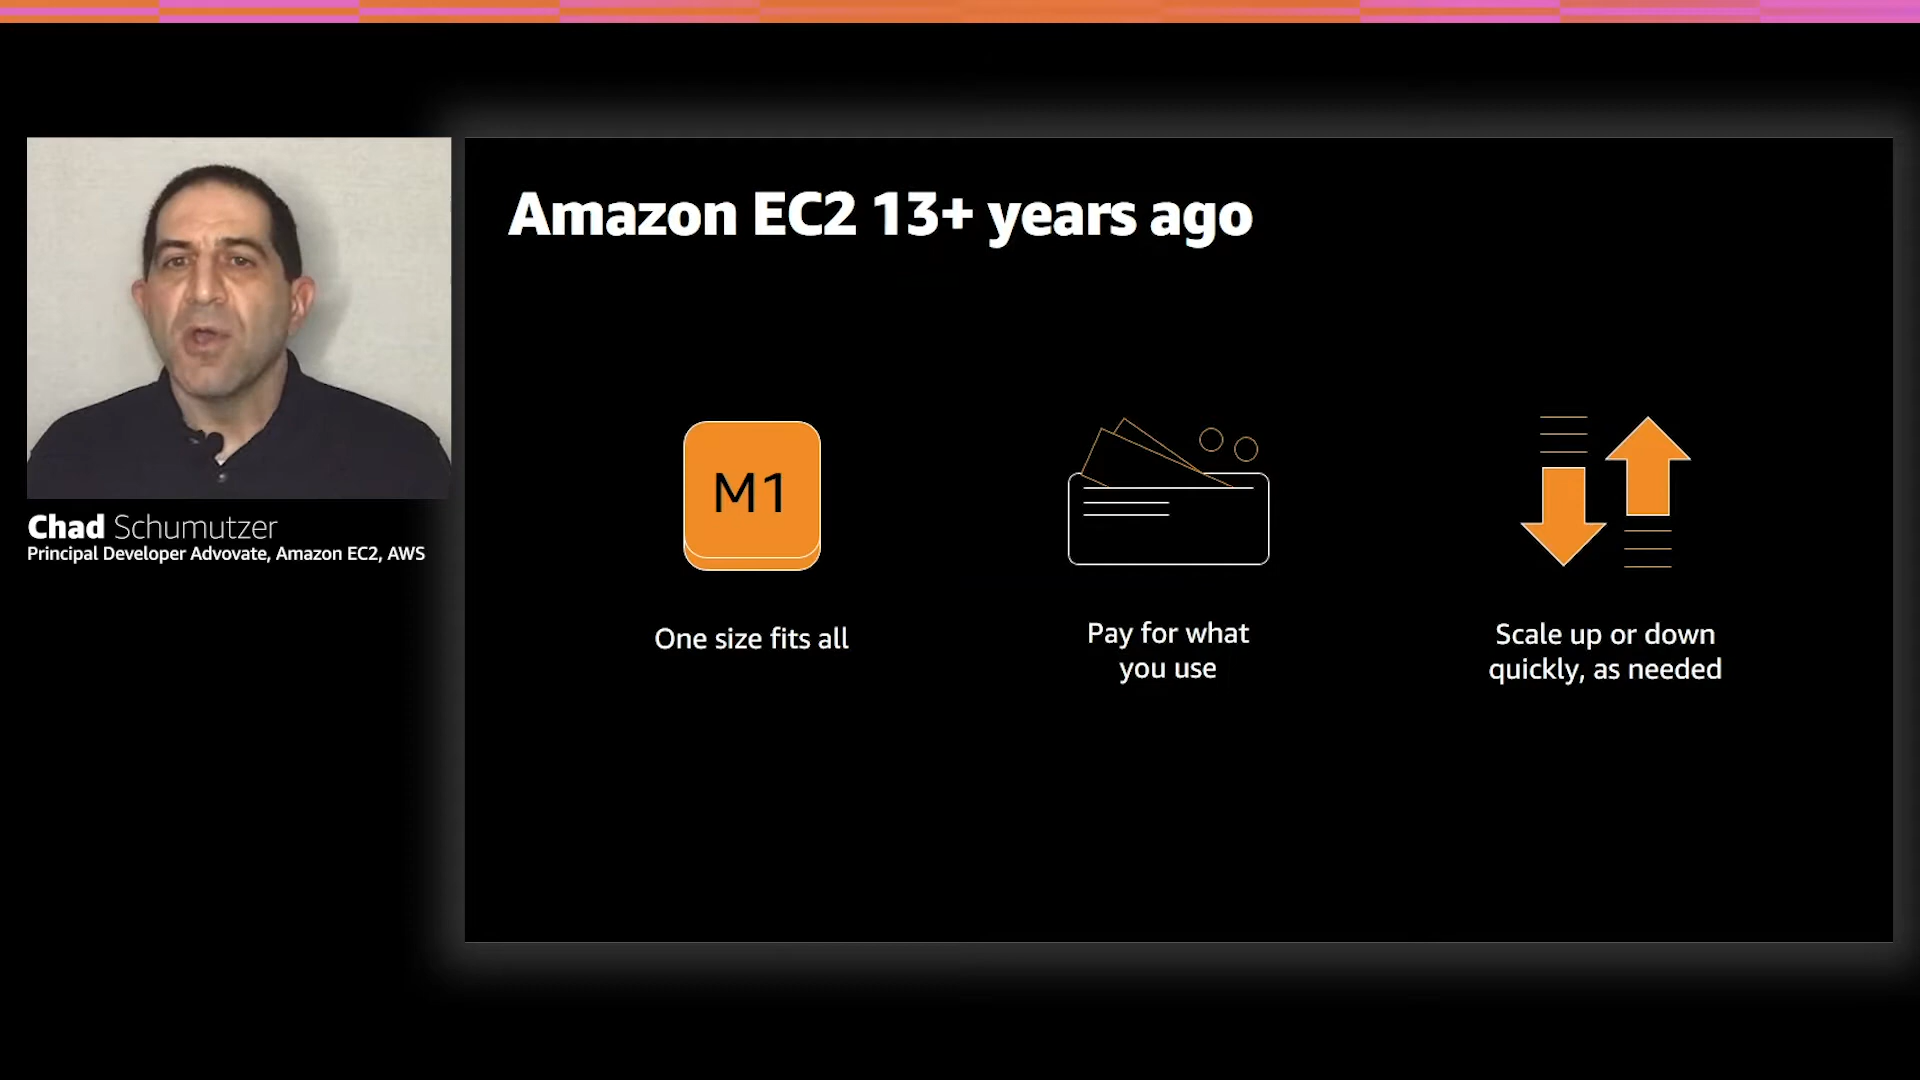 Amazon EC2 13+ years ago
M1
One size fits all
Pay for what
you use
Scale up or down
quickly, as needed
Chad Schumutzer
Principal Developer Advovate, Amazon EC2, AWS